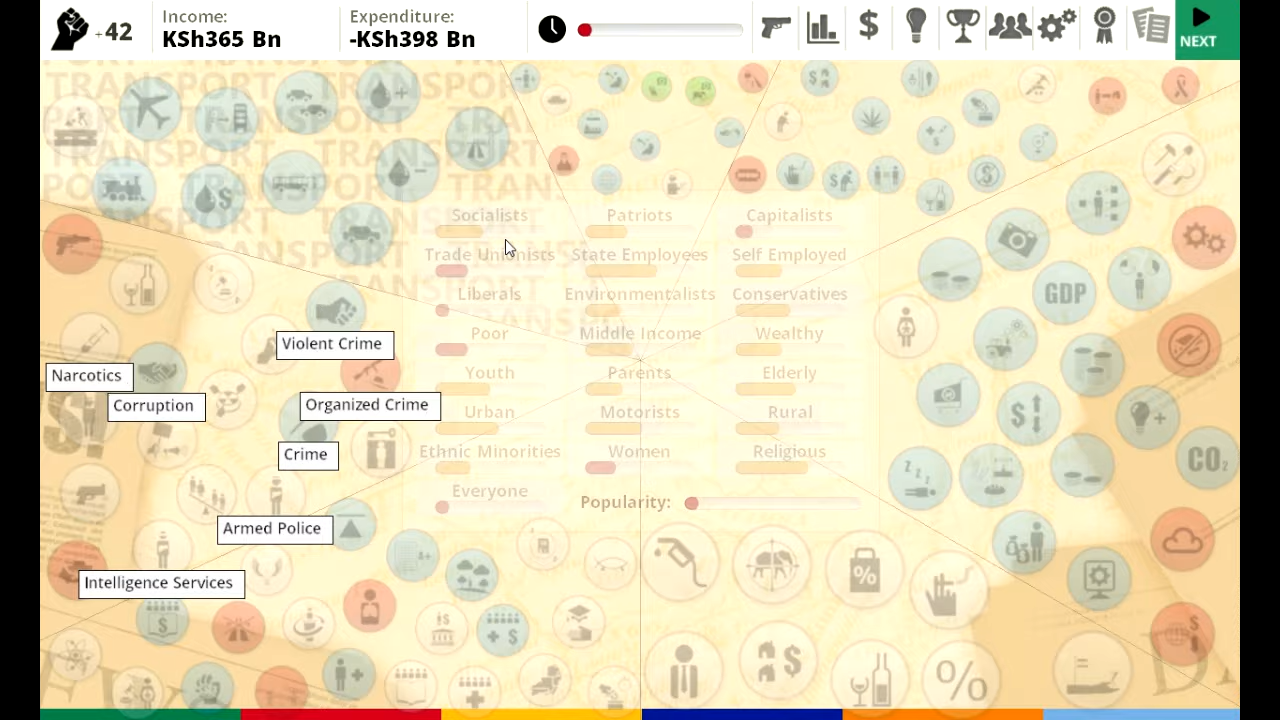 +42
Income:
KSh365 Bn
Expenditure:
-KSh398 Bn
NEXT
TRANSPORT TRANSPORT
Socialists
Patriots
Capitalists
Trade Unionists
State Employees
Self Employed
Liberals
Environmentalists
Conservatives
Poor
Middle Income
Wealthy
Youth
Parents
Elderly
Urban
Motorists
Rural
Ethnic Minorities
Women
Religious
Everyone
Popularity:
Violent Crime
Narcotics
Corruption
Organized Crime
Crime
Armed Police
Intelligence Services
GDP
CO₂